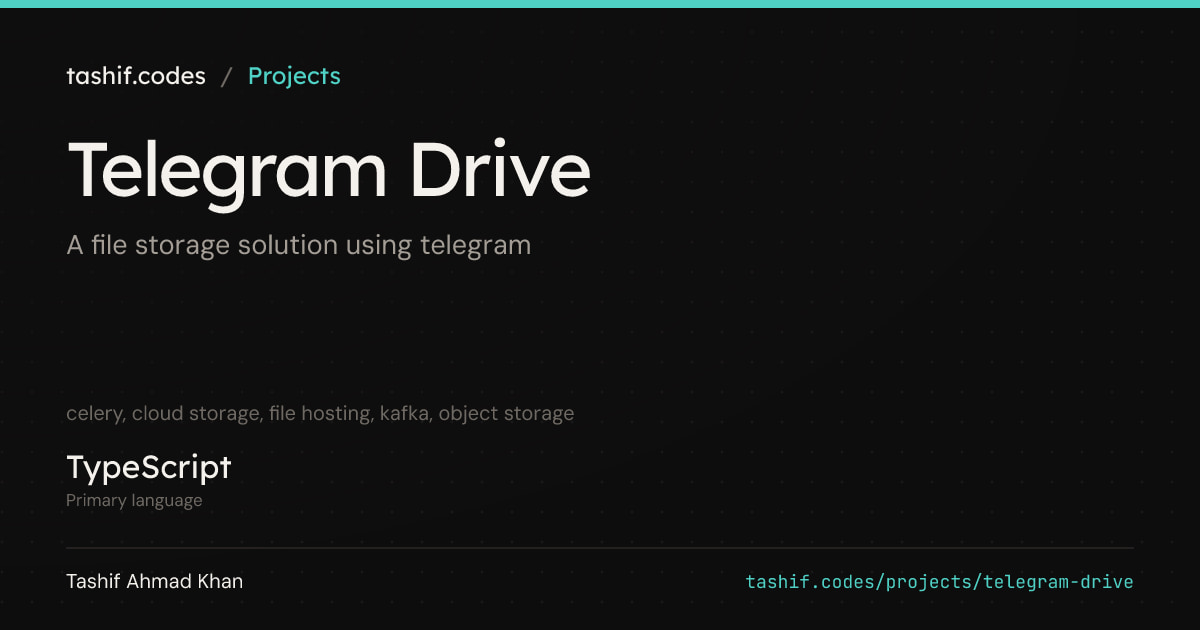 tashif.codes / Projects
Telegram Drive
A file storage solution using telegram
celery, cloud storage, file hosting, kafka, object storage
TypeScript
Primary language
Tashif Ahmad Khan
tashif.codes/projects/telegram-drive